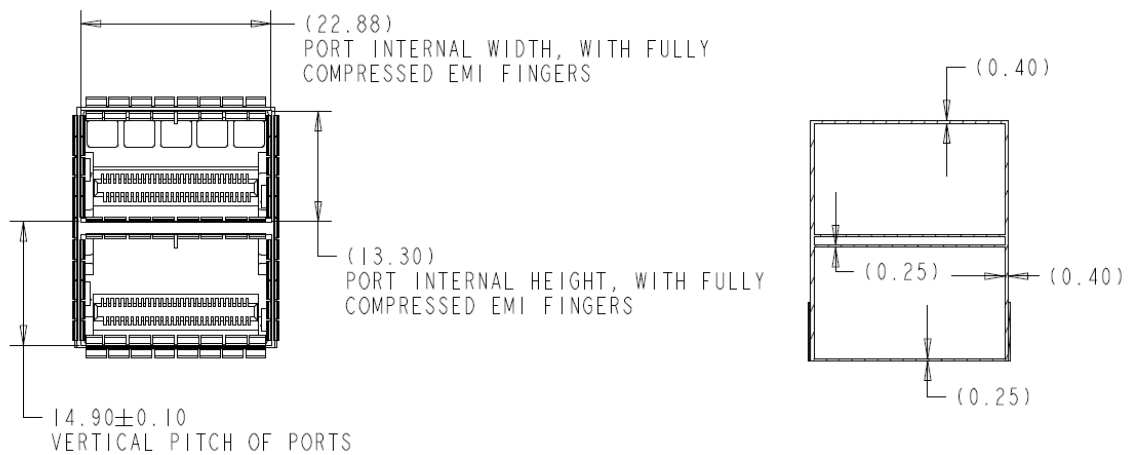 (22.88)
PORT INTERNAL WIDTH, WITH FULLY
COMPRESSED EMI FINGERS
(13.30)
PORT INTERNAL HEIGHT, WITH FULLY
COMPRESSED EMI FINGERS
14.90±0.10
VERTICAL PITCH OF PORTS
(0.40)
(0.25)
(0.40)
(0.25)